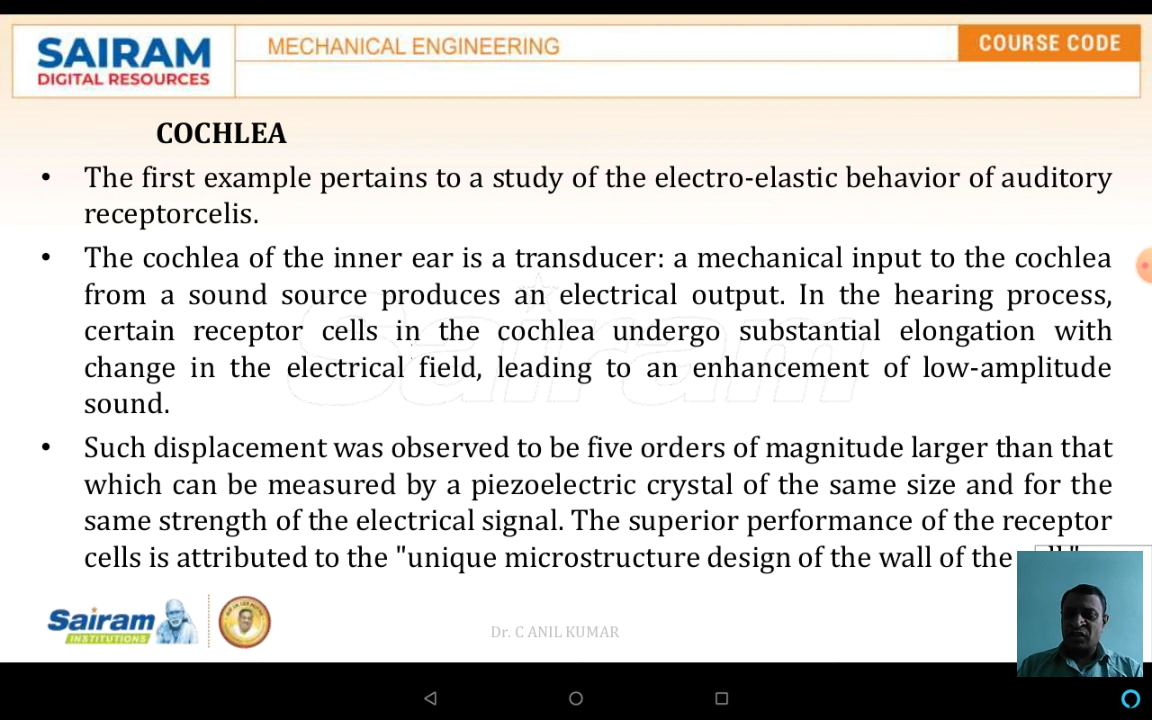 SAIRAM
DIGITAL RESOURCES
MECHANICAL ENGINEERING
COURSE CODE
COCHLEA
• The first example pertains to a study of the electro-elastic behavior of auditory
receptorcelis.
• The cochlea of the inner ear is a transducer: a mechanical input to the cochlea
from a sound source produces an electrical output. In the hearing process,
certain receptor cells in the cochlea undergo substantial elongation with
change in the electrical field, leading to an enhancement of low-amplitude
sound.
• Such displacement was observed to be five orders of magnitude larger than that
which can be measured by a piezoelectric crystal of the same size and for the
same strength of the electrical signal. The superior performance of the receptor
cells is attributed to the "unique microstructure design of the wall of the
Sairam
INSTITUTIONS
Dr. C ANIL KUMAR
Sairam